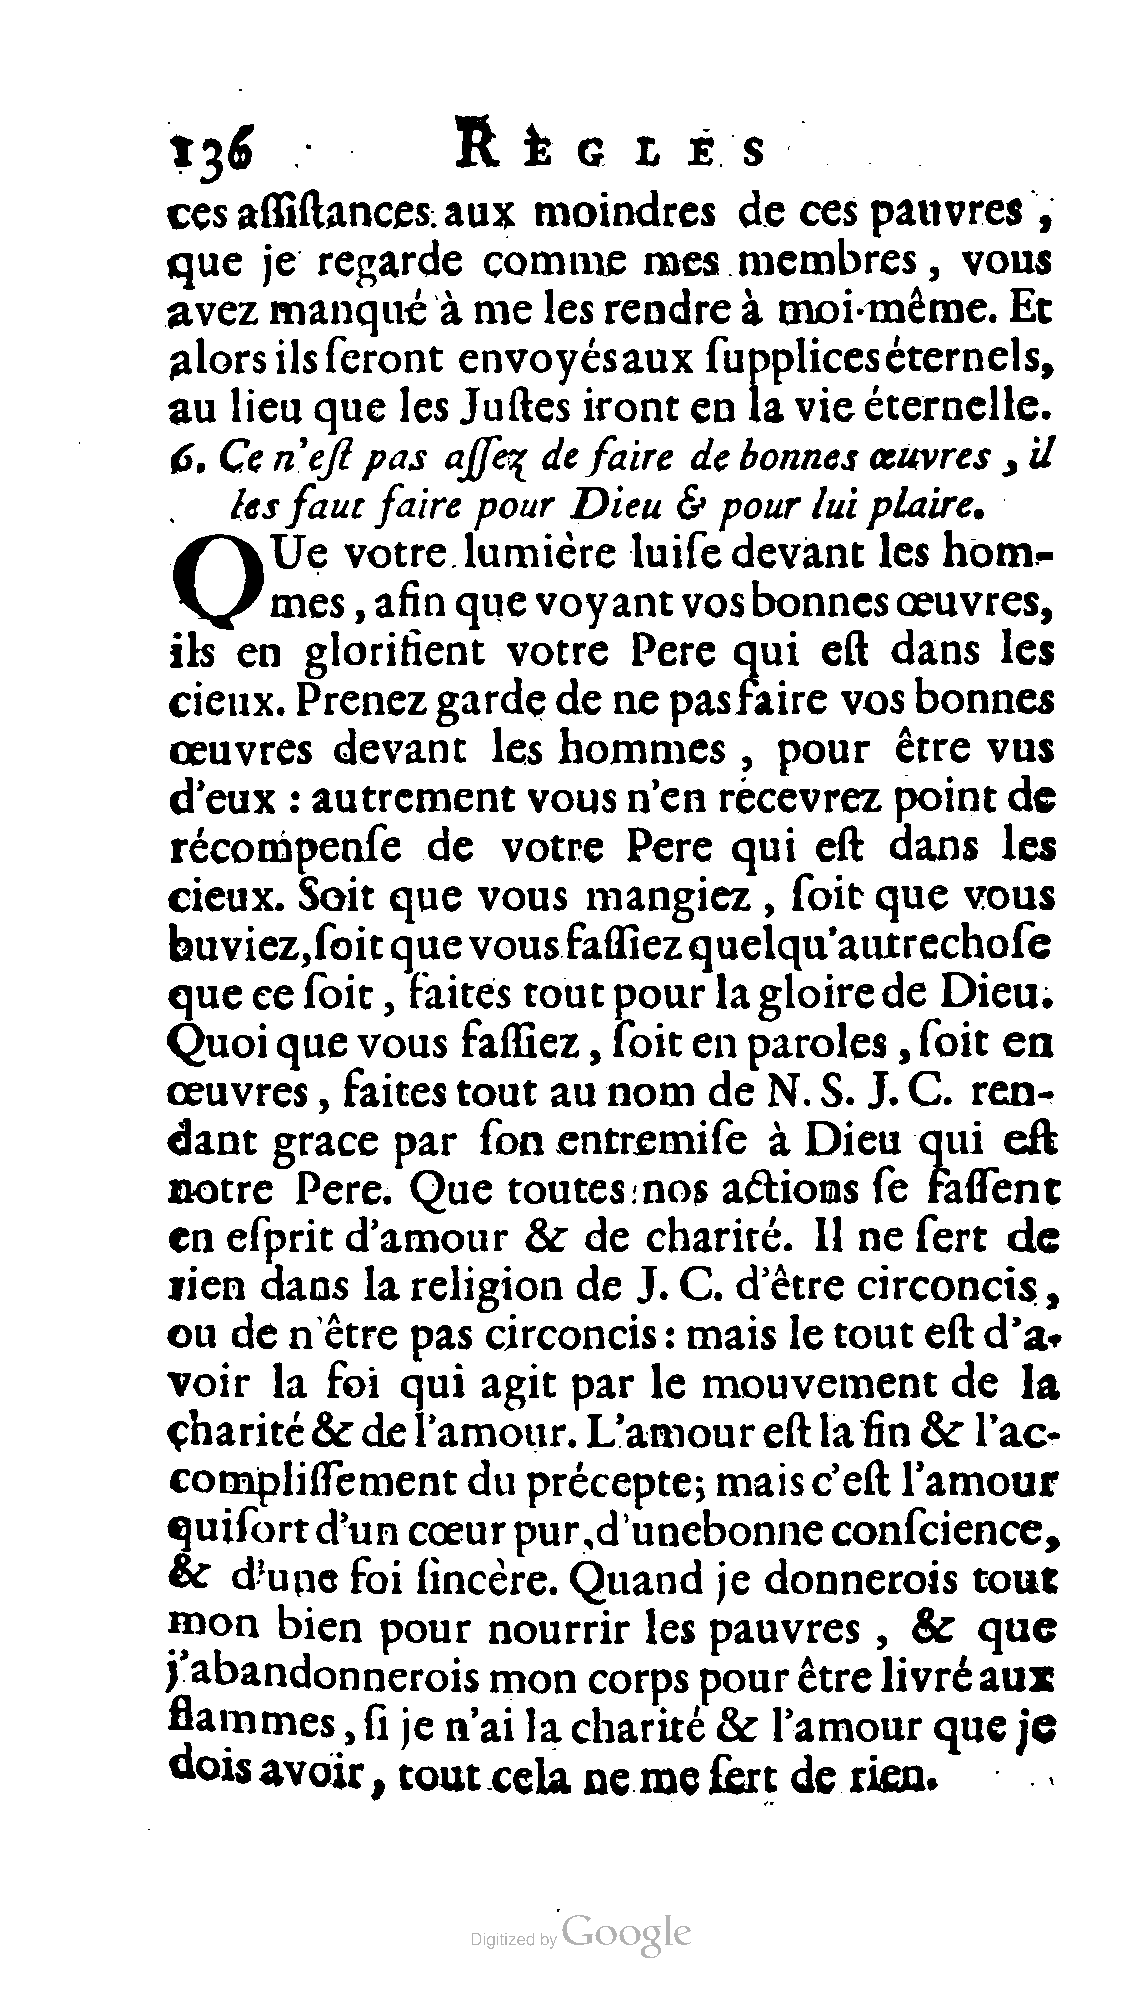 136 RÈGLES
ces aſſiſtances aux moindres de ces pauvres ,
que je regarde comme mes membres , vous
avez manqué à me les rendre à moi-même. Et
alors ils ſeront envoyés aux ſupplices éternels,
au lieu que les Juſtes iront en la vie éternelle.
6. Ce n'eſt pas aſſez de faire de bonnes œuvres , il
les faut faire pour Dieu & pour lui plaire.
QUe votre lumière luiſe devant les hom-
mes , afin que voyant vos bonnes œuvres,
ils en glorifient votre Pere qui eſt dans les
cieux. Prenez garde de ne pas faire vos bonnes
œuvres devant les hommes , pour être vus
d'eux : autrement vous n'en recevrez point de
récompenſe de votre Pere qui eſt dans les
cieux. Soit que vous mangiez , ſoit que vous
buviez, ſoit que vous faſſiez quelqu'autre choſe
que ce ſoit , faites tout pour la gloire de Dieu.
Quoi que vous faſſiez , ſoit en paroles , ſoit en
œuvres , faites tout au nom de N. S. J. C. ren-
dant grace par ſon entremiſe à Dieu qui eſt
notre Pere. Que toutes nos actions ſe faſſent
en eſprit d'amour & de charité. Il ne ſert de
rien dans la religion de J. C. d'être circoncis ,
ou de n'être pas circoncis : mais le tout eſt d'a-
voir la foi qui agit par le mouvement de la
charité & de l'amour. L'amour eſt la fin & l'ac-
compliſſement du précepte; mais c'eſt l'amour
qui ſort d'un cœur pur, d'une bonne conſcience,
& d'une foi ſincère. Quand je donnerois tout
mon bien pour nourrir les pauvres , & que
j'abandonnerois mon corps pour être livré aux
flammes , ſi je n'ai la charité & l'amour que je
dois avoir, tout cela ne me ſert de rien.
Digitized by Google